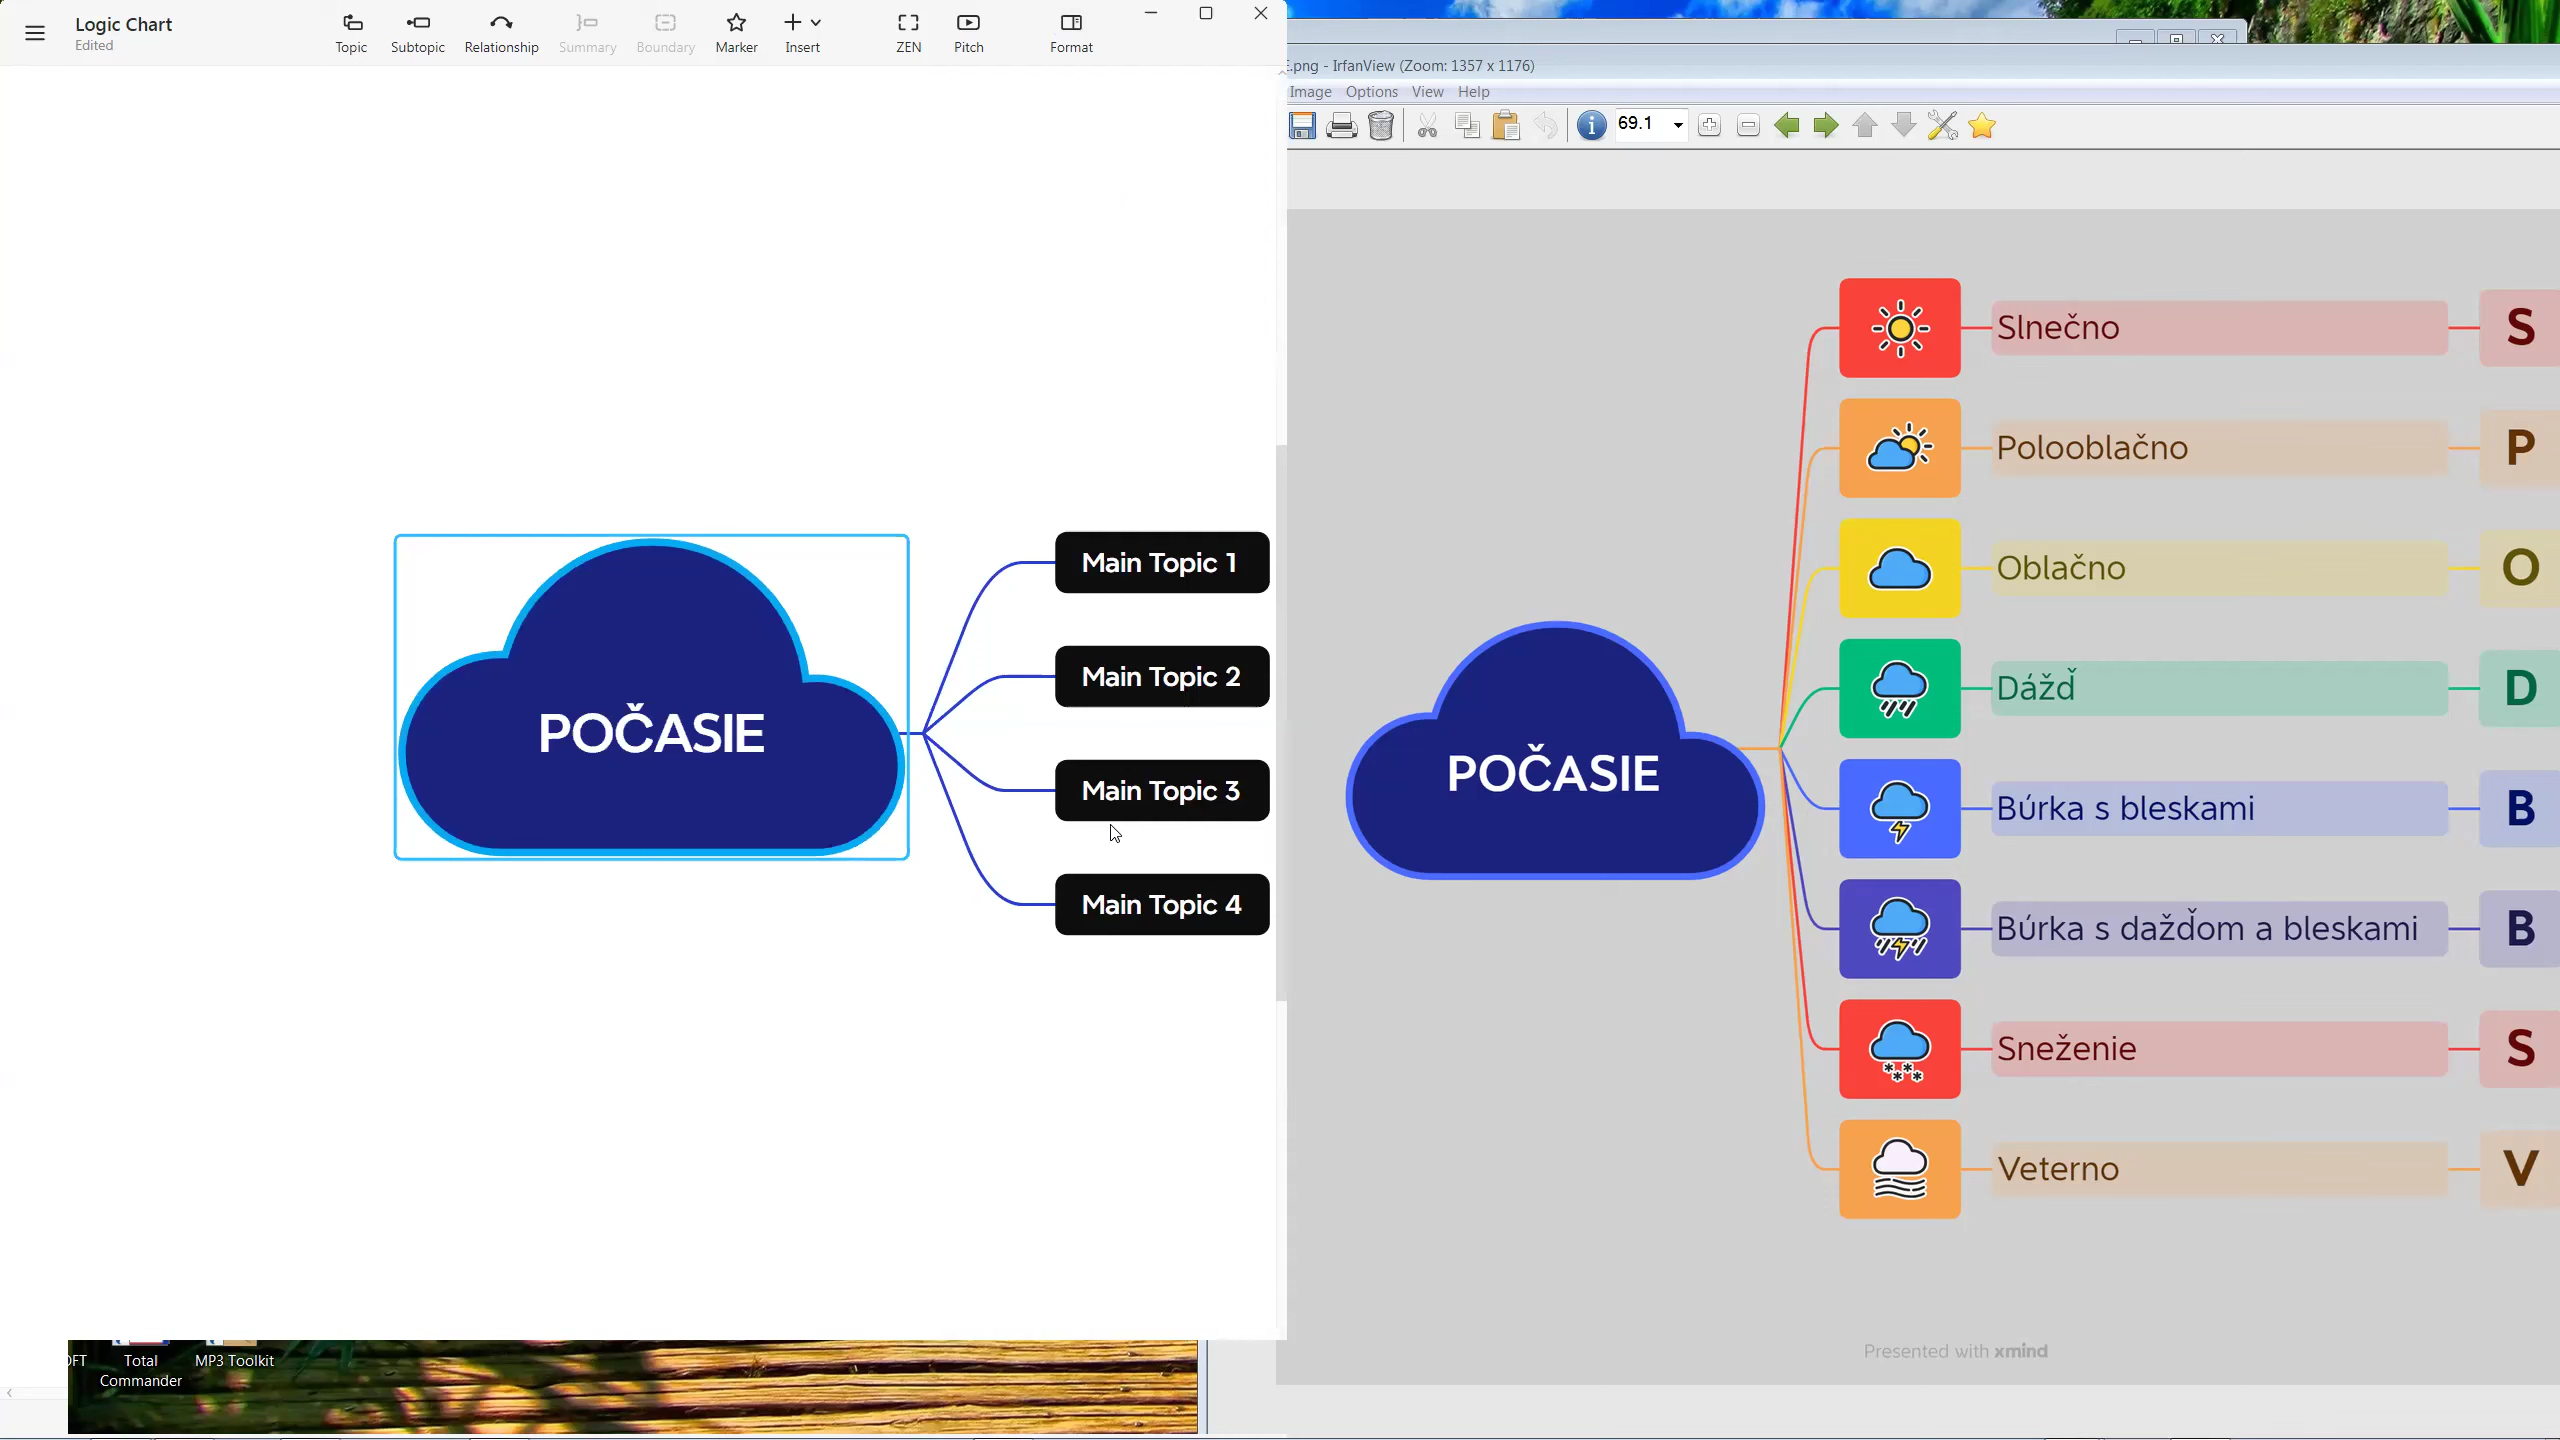 Logic Chart
Edited
Topic
Subtopic
Relationship
Summary
Boundary
Marker
Insert
ZEN
Pitch
Format
POČASIE
Main Topic 1
Main Topic 2
Main Topic 3
Main Topic 4
.png - IrfanView (Zoom: 1357 x 1176)
Image Options View Help
69.1
POČASIE
Slnečno S
Polooblačno P
Oblačno O
Dážď D
Búrka s bleskami B
Búrka s dažďom a bleskami B
Sneženie S
Veterno V
Presented with xmind
Total
Commander
MP3 Toolkit